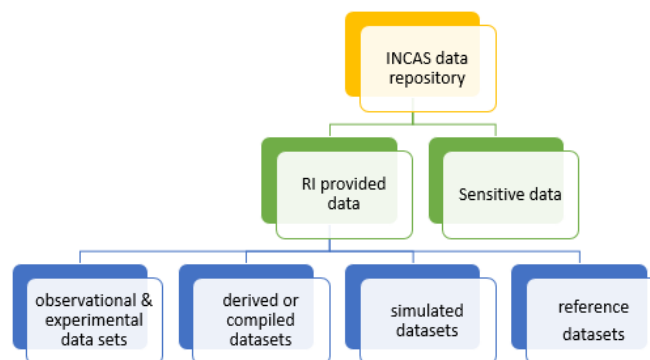 INCAS data
repository
RI provided
data
Sensitive data
observational &
experimental
data sets
derived or
compiled
datasets
simulated
datasets
reference
datasets